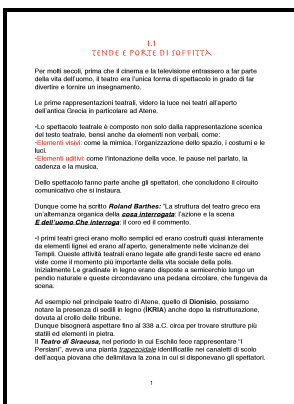 1.1
TENDE E PORTE DI SOFFITTA
Per molti secoli, prima che il cinema e la televisione entrassero a far parte
della vita dell'uomo, il teatro era l'unica forma di spettacolo in grado di far
divertire e fornire un insegnamento.
Le prime rappresentazioni teatrali, videro la luce nei teatri all'aperto
dell'antica Grecia in particolare ad Atene.
•Lo spettacolo teatrale è composto non solo dalla rappresentazione scenica
del testo teatrale, bensì anche da elementi non verbali, come:
•Elementi visivi: come la mimica, l'organizzazione dello spazio, i costumi e le
luci.
•Elementi uditivi: come l'intonazione della voce, le pause nel parlato, la
cadenza e la musica.
Dello spettacolo fanno parte anche gli spettatori, che concludono il circuito
comunicativo che si instaura.
Dunque come ha scritto Roland Barthes: "La struttura del teatro greco era
un'alternanza organica della cosa interrogata: l'azione e la scena
E dell'uomo Che interroga: il coro ed il commento.
•I primi teatri greci erano molto semplici ed erano costruiti quasi interamente
da elementi lignei ed erano all'aperto, generalmente nelle vicinanze dei
Templi. Queste attività teatrali erano legate alle grandi feste sacre ed erano
viste come il momento più importante della vita sociale della polis.
Inizialmente Le gradinate in legno erano disposte a semicerchio lungo un
pendio naturale e queste circondavano una pedana circolare, che fungeva da
scena.
Ad esempio nel principale teatro di Atene, quello di Dionisio, possiamo
notare la presenza di sedili in legno (ÌKRIA) anche dopo la ristrutturazione,
dovuta al crollo delle tribune.
Dunque bisognerà aspettare fino al 338 a.C. circa per trovare strutture più
stabili ed elementi in pietra.
Il Teatro di Siracusa, nel periodo in cui Eschilo fece rappresentare "I
Persiani", aveva una pianta trapezoidale identificatile nei canaletti di scolo
dell'acqua piovana che delimitava la zona in cui si disponevano gli spettatori.
1